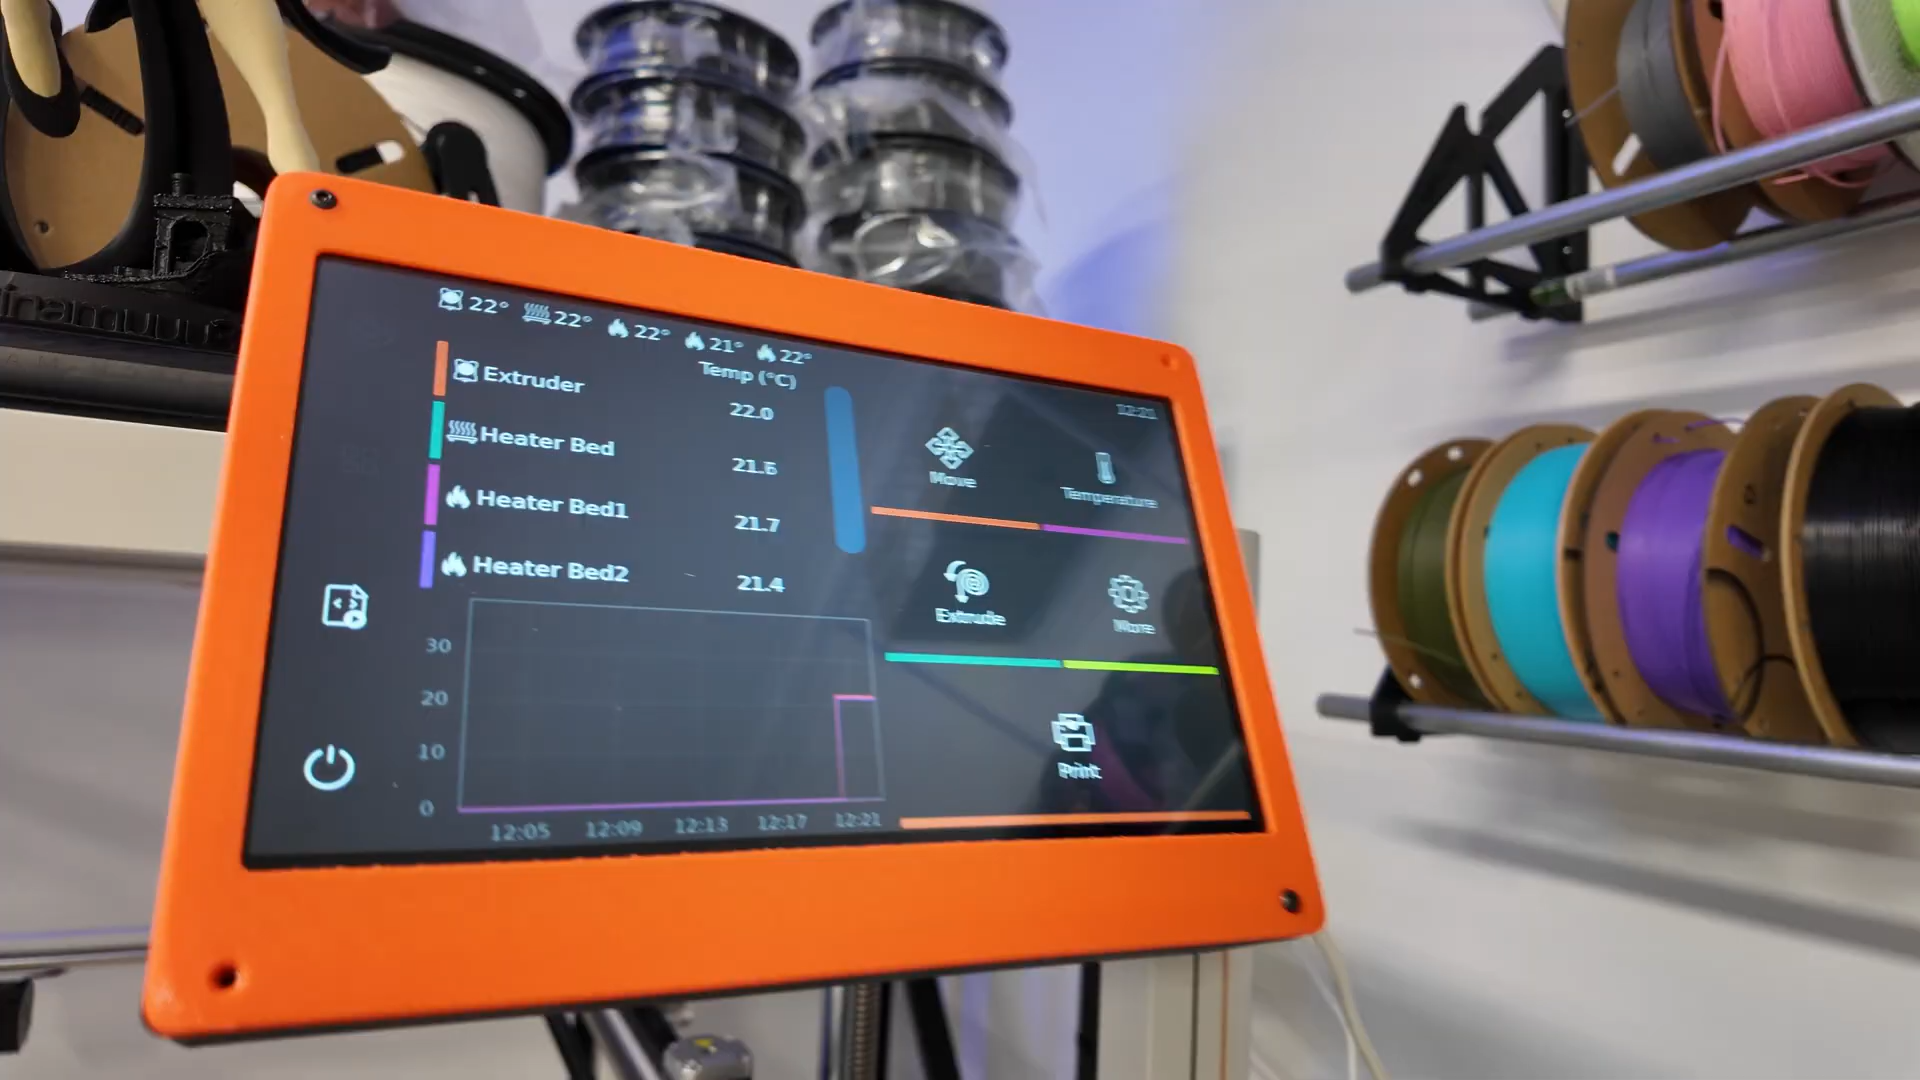 22° 22° 22° 21° 22°
Temp (°C)
12:21
Extruder 22.0
Heater Bed 21.6
Heater Bed1 21.7
Heater Bed2 21.4
Move
Temperature
Extrude
More
Print
30
20
10
0
12:05 12:09 12:13 12:17 12:21